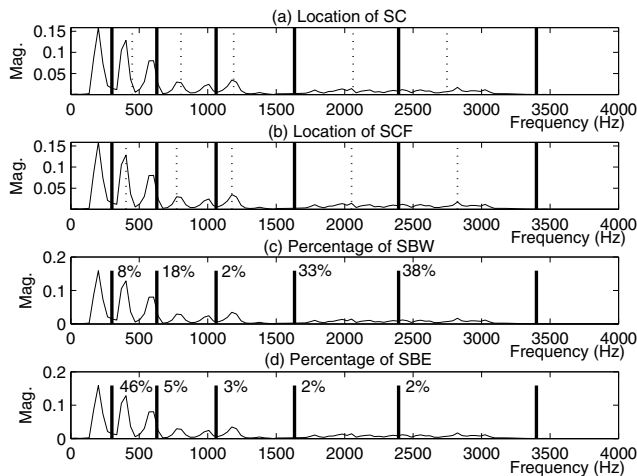 (a) Location of SC
0.15
0.1
0.05
Mag.
0 500 1000 1500 2000 2500 3000 3500 4000
Frequency (Hz)
(b) Location of SCF
0.15
0.1
0.05
Mag.
0 500 1000 1500 2000 2500 3000 3500 4000
Frequency (Hz)
(c) Percentage of SBW
0.2
0.1
0
Mag.
8% 18% 2% 33% 38%
0 500 1000 1500 2000 2500 3000 3500 4000
Frequency (Hz)
(d) Percentage of SBE
0.2
0.1
0
Mag.
46% 5% 3% 2% 2%
0 500 1000 1500 2000 2500 3000 3500 4000
Frequency (Hz)